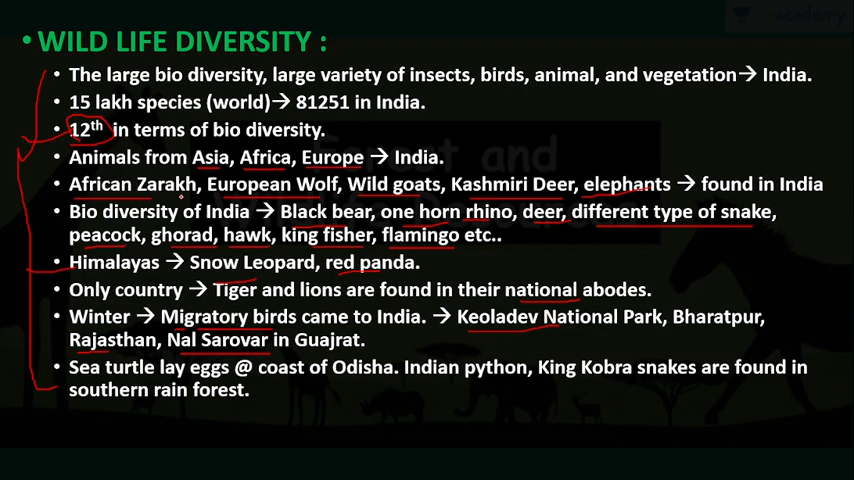 • WILD LIFE DIVERSITY :
• The large bio diversity, large variety of insects, birds, animal, and vegetation→ India.
• 15 lakh species (world)→ 81251 in India.
• 12th in terms of bio diversity.
• Animals from Asia, Africa, Europe → India.
• African Zarakh, European Wolf, Wild goats, Kashmiri Deer, elephants → found in India
• Bio diversity of India → Black bear, one horn rhino, deer, different type of snake,
peacock, ghorad, hawk, king fisher, flamingo etc..
• Himalayas → Snow Leopard, red panda.
• Only country → Tiger and lions are found in their national abodes.
• Winter → Migratory birds came to India. → Keoladev National Park, Bharatpur,
Rajasthan, Nal Sarovar in Guajrat.
• Sea turtle lay eggs @ coast of Odisha. Indian python, King Kobra snakes are found in
southern rain forest.